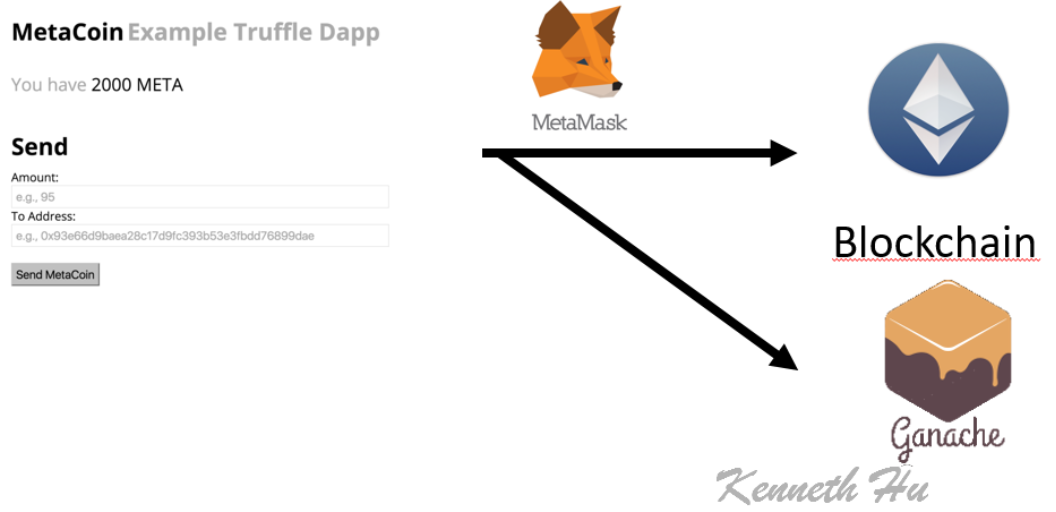 MetaCoin Example Truffle Dapp
You have 2000 META
Send
Amount:
e.g., 95
To Address:
e.g., 0x93e66d9baea28c17d9fc393b53e3fbdd76899dae
Send MetaCoin
MetaMask
Blockchain
Ganache
Kenneth Hu